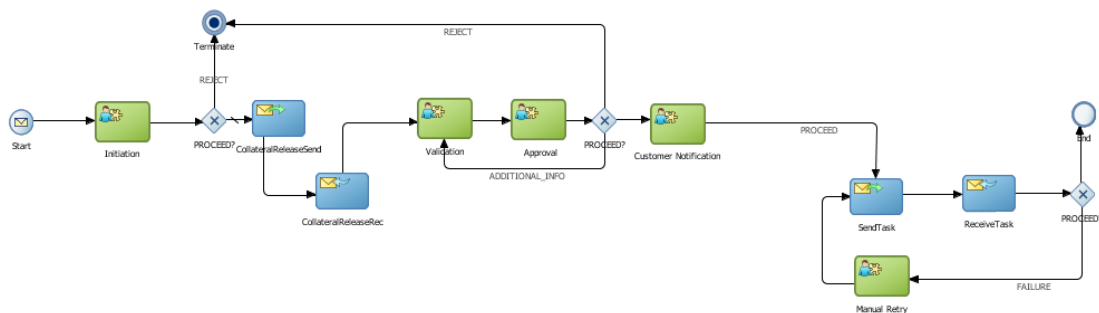 REJECT
Terminate
REJECT
Start
Initiation
PROCEED?
CollateralReleaseSend
Validation
Approval
PROCEED?
Customer Notification
PROCEED
End
ADDITIONAL_INFO
CollateralReleaseRec
SendTask
ReceiveTask
PROCEED
FAILURE
Manual Retry